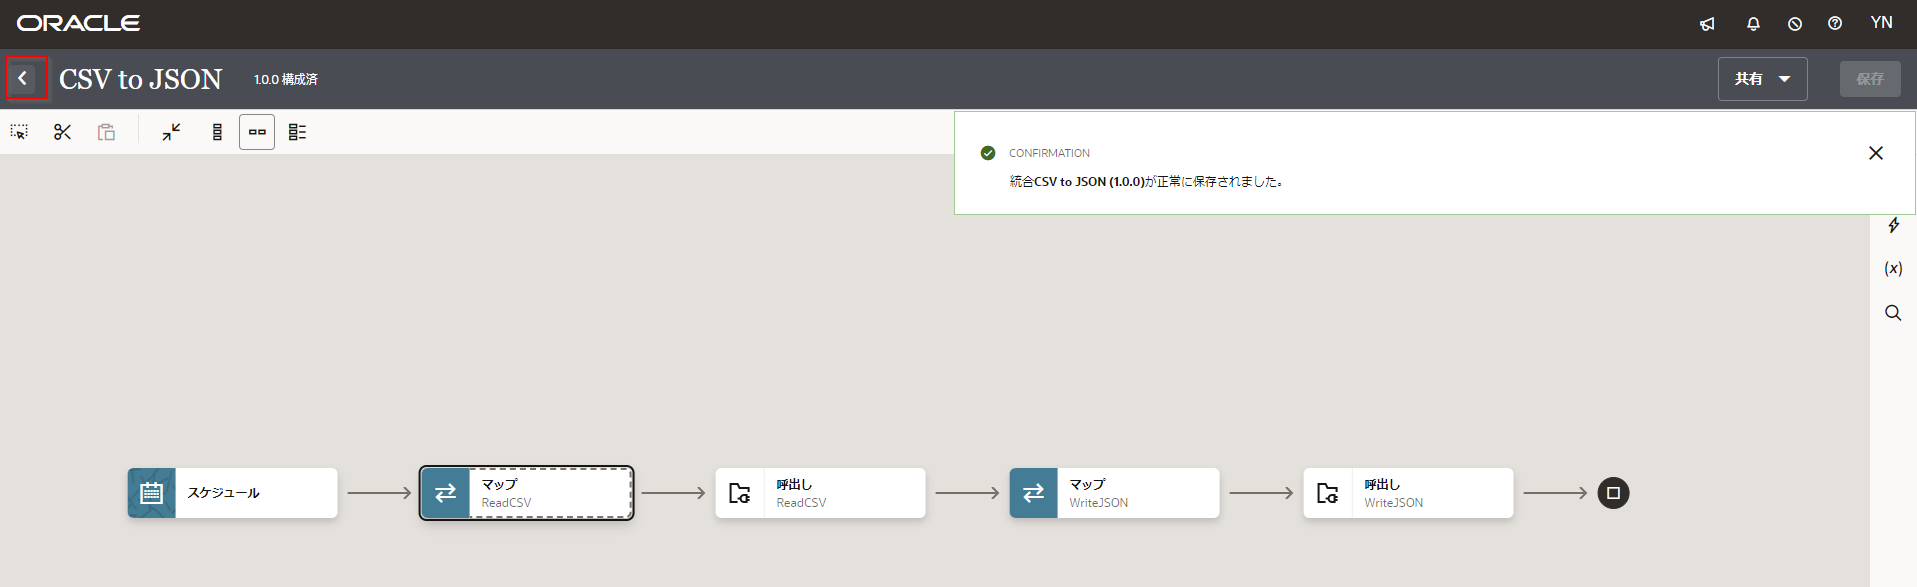 ORACLE
YN
CSV to JSON
1.0.0 構成済
共有
保存
CONFIRMATION
統合CSV to JSON (1.0.0)が正常に保存されました。
(x)
スケジュール
マップ
ReadCSV
呼出し
ReadCSV
マップ
WriteJSON
呼出し
WriteJSON